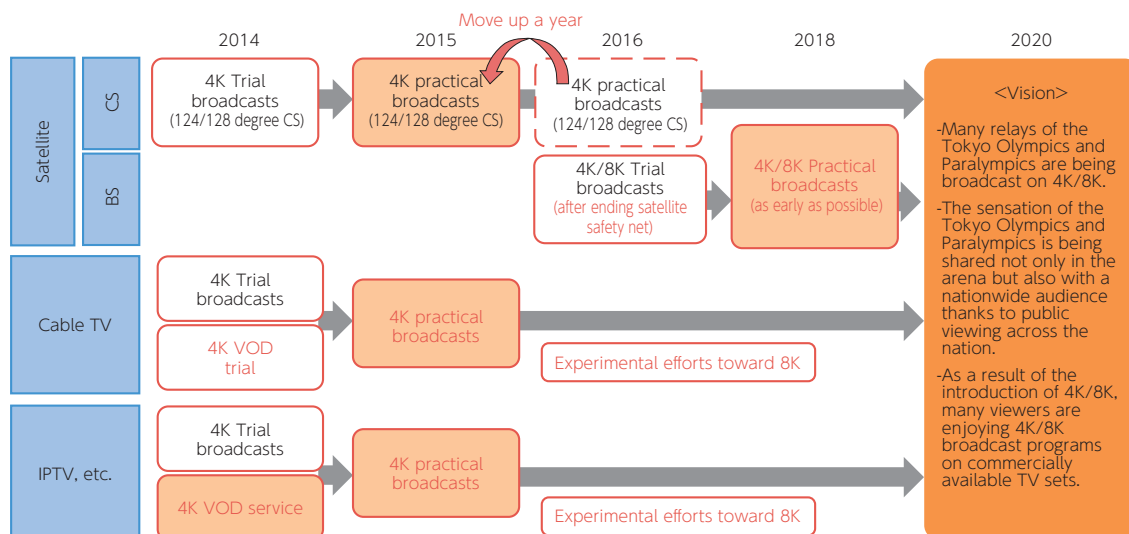 Move up a year
2014
2015
2016
2018
2020
Satellite
CS
4K Trial
broadcasts
(124/128 degree CS)
4K practical
broadcasts
(124/128 degree CS)
4K practical
broadcasts
(124/128 degree CS)
BS
4K/8K Trial
broadcasts
(after ending satellite
safety net)
4K/8K Practical
broadcasts
(as early as possible)
Cable TV
4K Trial
broadcasts
4K VOD
trial
4K practical
broadcasts
Experimental efforts toward 8K
IPTV, etc.
4K Trial
broadcasts
4K VOD service
4K practical
broadcasts
Experimental efforts toward 8K
<Vision>
-Many relays of the
Tokyo Olympics and
Paralympics are being
broadcast on 4K/8K.
-The sensation of the
Tokyo Olympics and
Paralympics is being
shared not only in the
arena but also with a
nationwide audience
thanks to public
viewing across the
nation.
-As a result of the
introduction of 4K/8K,
many viewers are
enjoying 4K/8K
broadcast programs
on commercially
available TV sets.